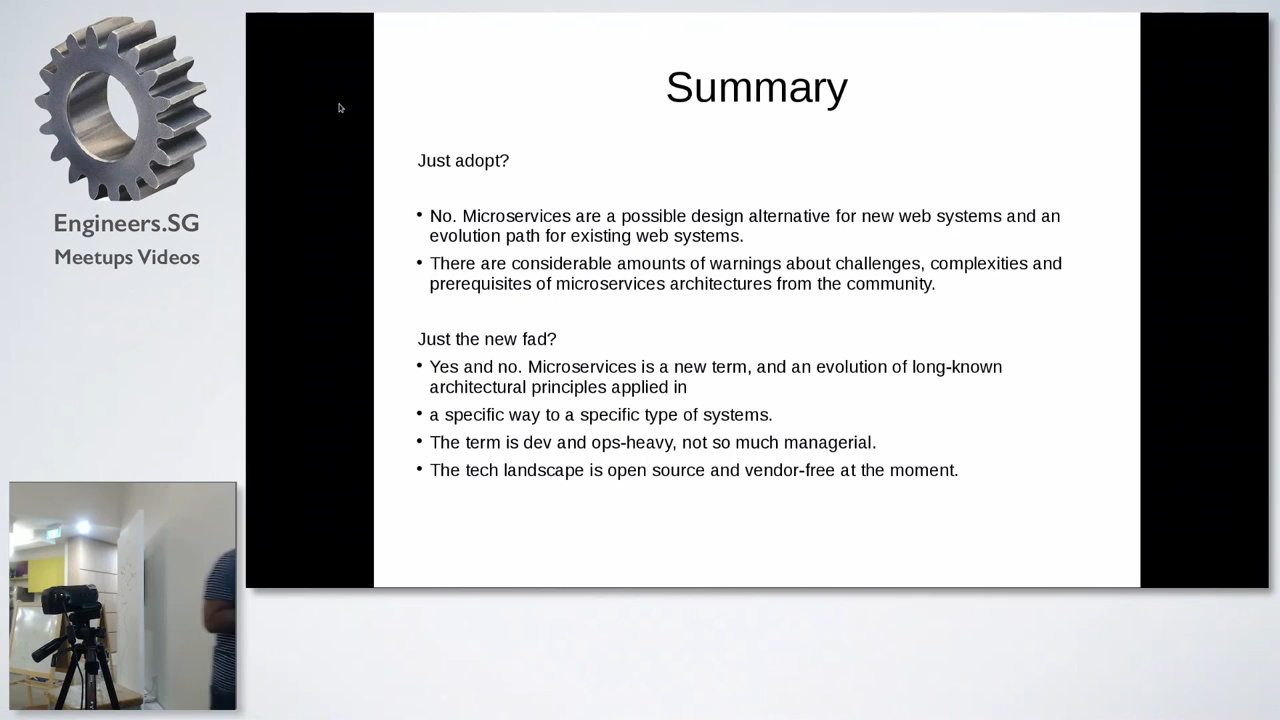 Engineers.SG
Meetups Videos
Summary
Just adopt?
• No. Microservices are a possible design alternative for new web systems and an
evolution path for existing web systems.
• There are considerable amounts of warnings about challenges, complexities and
prerequisites of microservices architectures from the community.
Just the new fad?
• Yes and no. Microservices is a new term, and an evolution of long-known
architectural principles applied in
• a specific way to a specific type of systems.
• The term is dev and ops-heavy, not so much managerial.
• The tech landscape is open source and vendor-free at the moment.